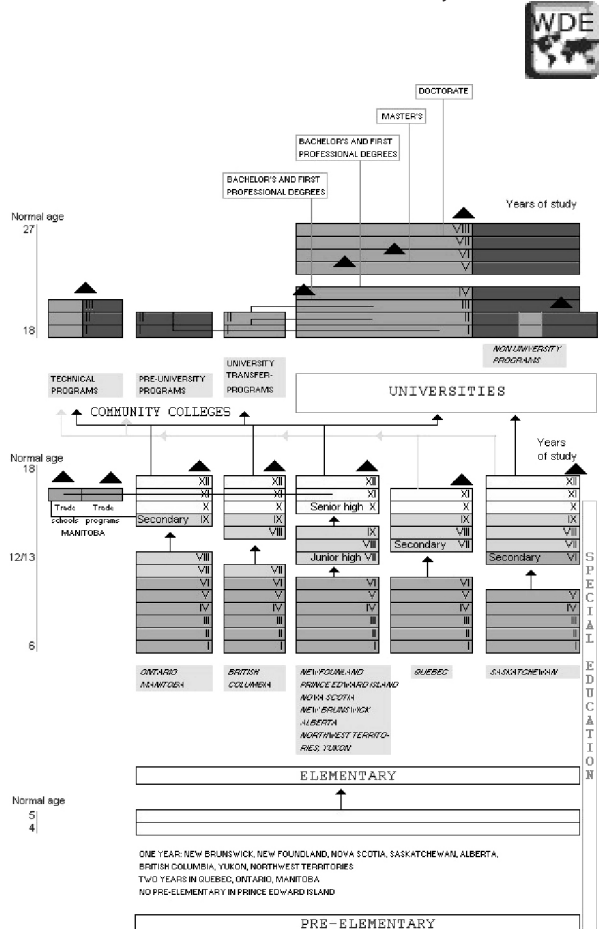 WDE
DOCTORATE
MASTER'S
BACHELOR'S AND FIRST
PROFESSIONAL DEGREES
BACHELOR'S AND FIRST
PROFESSIONAL DEGREES
Normal age
Years of study
27
VIII
VII
VI
V
IV
III III III
II II II II
18 I I I I
NON UNIVERSITY
PROGRAMS
TECHNICAL
PROGRAMS
PRE-UNIVERSITY
PROGRAMS
UNIVERSITY
TRANSFER-
PROGRAMS
UNIVERSITIES
COMMUNITY COLLEGES
Normal age
Years
of study
18
XII XII XII XII
XI XI XI XI XI
X X Senior high X X X
Trade schools
Trade programs
MANITOBA
Secondary IX IX IX IX IX
VIII VIII VIII VIII VIII
12/13
VII VII Junior high VII Secondary VII VII
VI VI VI VI Secondary VI
V V V V V
IV IV IV IV IV
III III III III III
II II II II II
6 I I I I I
SPECIAL EDUCATION
ONTARIO
MANITOBA
BRITISH
COLUMBIA
NEWFOUNLAND
PRINCE EDWARD ISLAND
NOVA SCOTIA
NEW BRUNSWICK
ALBERTA
NORTHWEST TERRITO-
RIES, YUKON
QUEBEC
SASKATCHEWAN
ELEMENTARY
Normal age
5
4
ONE YEAR: NEW BRUNSWICK, NEW FOUNDLAND, NOVA SCOTIA, SASKATCHEWAN, ALBERTA,
BRITISH COLUMBIA, YUKON, NORTHWEST TERRITORIES
TWO YEARS IN QUEBEC, ONTARIO, MANITOBA
NO PRE-ELEMENTARY IN PRINCE EDWARD ISLAND
PRE-ELEMENTARY